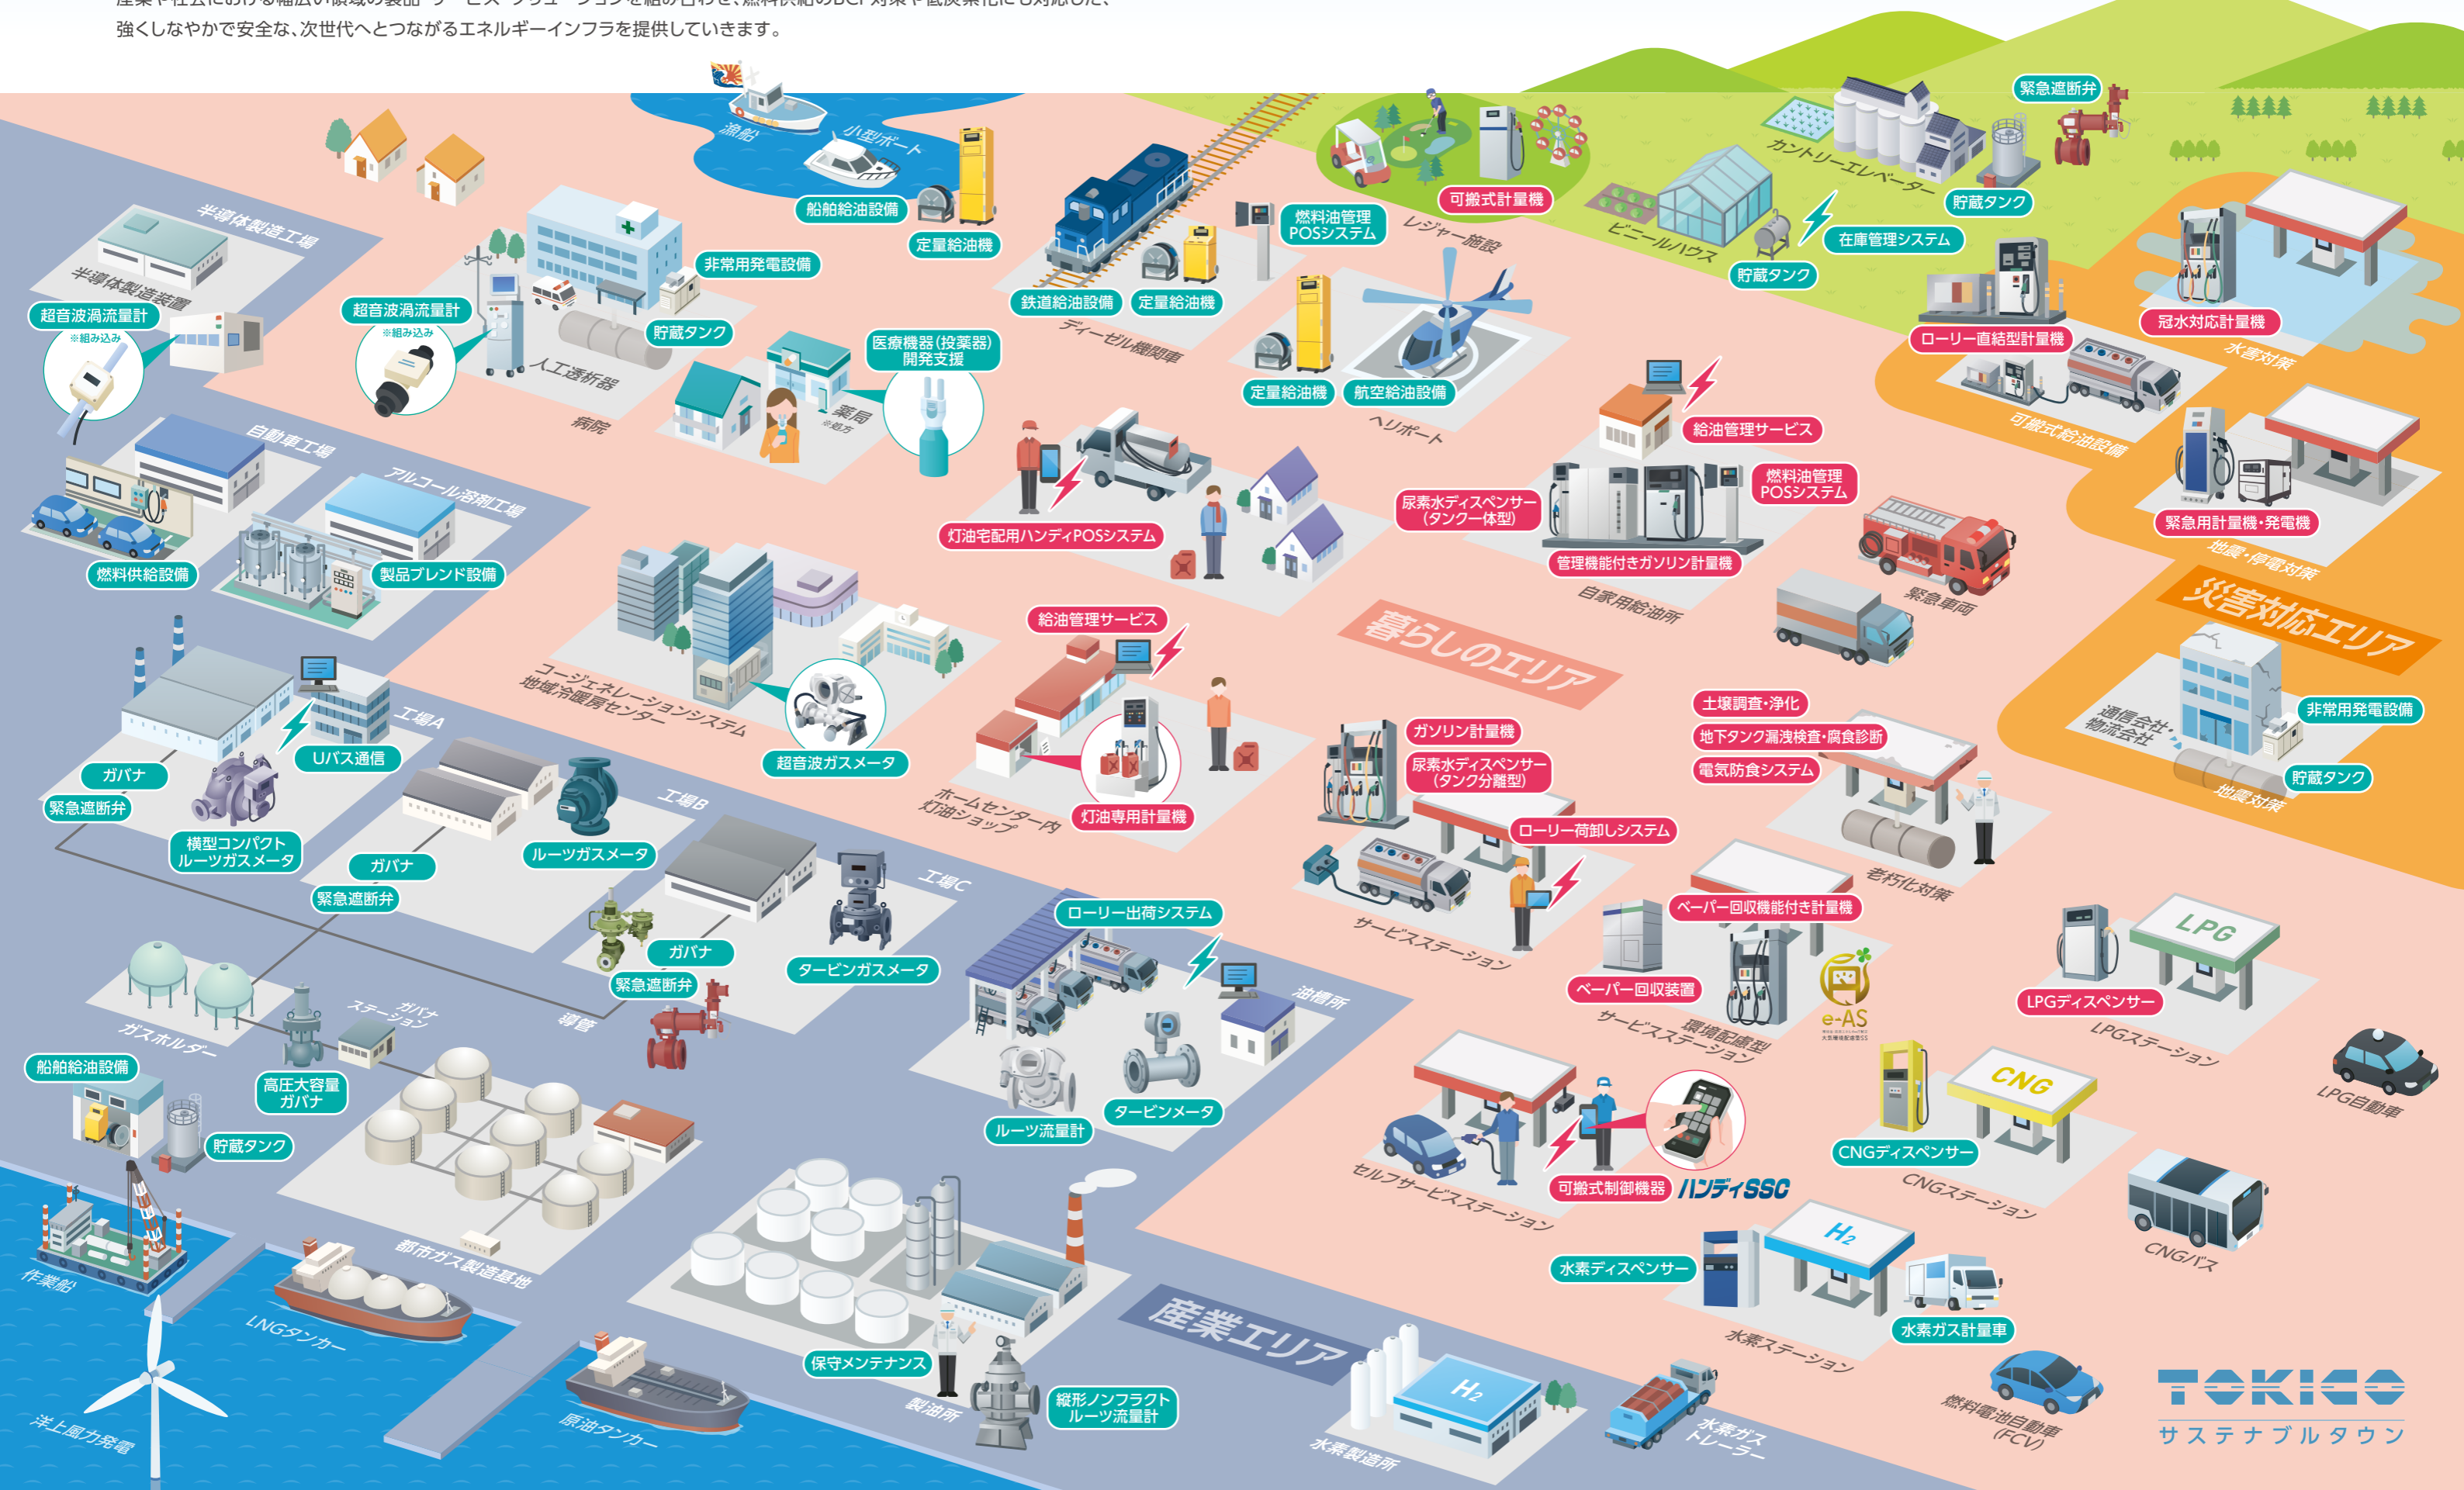 強くしなやかで安全な、次世代へとつながるエネルギーインフラを提供していきます。
漁船
小型ボート
船舶給油設備
定量給油機
半導体製造工場
半導体製造装置
超音波渦流量計
※組み込み
超音波渦流量計
※組み込み
人工透析器
病院
非常用発電設備
貯蔵タンク
医療機器(投薬器)
開発支援
薬局
※処方
鉄道給油設備
定量給油機
ディーゼル機関車
燃料油管理
POSシステム
可搬式計量機
レジャー施設
定量給油機
航空給油設備
ヘリポート
ビニールハウス
貯蔵タンク
在庫管理システム
カントリーエレベーター
貯蔵タンク
緊急遮断弁
冠水対応計量機
水害対策
ローリー直結型計量機
可搬式給油設備
緊急用計量機・発電機
地震・停電対策
災害対応エリア
通信会社・
物流会社
非常用発電設備
貯蔵タンク
地震対策
自動車工場
燃料供給設備
アルコール溶剤工場
製品ブレンド設備
灯油宅配用ハンディPOSシステム
給油管理サービス
尿素水ディスペンサー
(タンク一体型)
燃料油管理
POSシステム
管理機能付きガソリン計量機
自家用給油所
緊急車両
暮らしのエリア
コージェネレーションシステム
地域冷暖房センター
超音波ガスメータ
給油管理サービス
灯油専用計量機
ホームセンター内
灯油ショップ
工場A
Uバス通信
ガバナ
緊急遮断弁
横型コンパクト
ルーツガスメータ
工場B
ルーツガスメータ
ガバナ
緊急遮断弁
工場C
タービンガスメータ
ガバナ
緊急遮断弁
導管
ガスホルダー
ガバナ
ステーション
高圧大容量
ガバナ
船舶給油設備
貯蔵タンク
作業船
都市ガス製造基地
LNGタンカー
原油タンカー
洋上風力発電
ローリー出荷システム
油槽所
ルーツ流量計
タービンメータ
保守メンテナンス
製油所
縦形ノンフラクト
ルーツ流量計
産業エリア
ガソリン計量機
尿素水ディスペンサー
(タンク分離型)
ローリー荷卸しシステム
サービスステーション
土壌調査・浄化
地下タンク漏洩検査・腐食診断
電気防食システム
老朽化対策
ベーパー回収機能付き計量機
ベーパー回収装置
環境配慮型
サービスステーション
e-AS
セルフサービスステーション
可搬式制御機器
ハンディSSC
LPG
LPGディスペンサー
LPGステーション
LPG自動車
CNG
CNGディスペンサー
CNGステーション
CNGバス
H2
水素ディスペンサー
水素ステーション
水素ガス計量車
燃料電池自動車
(FCV)
H2
水素製造所
水素ガス
トレーラー
TOKICO
サステナブルタウン